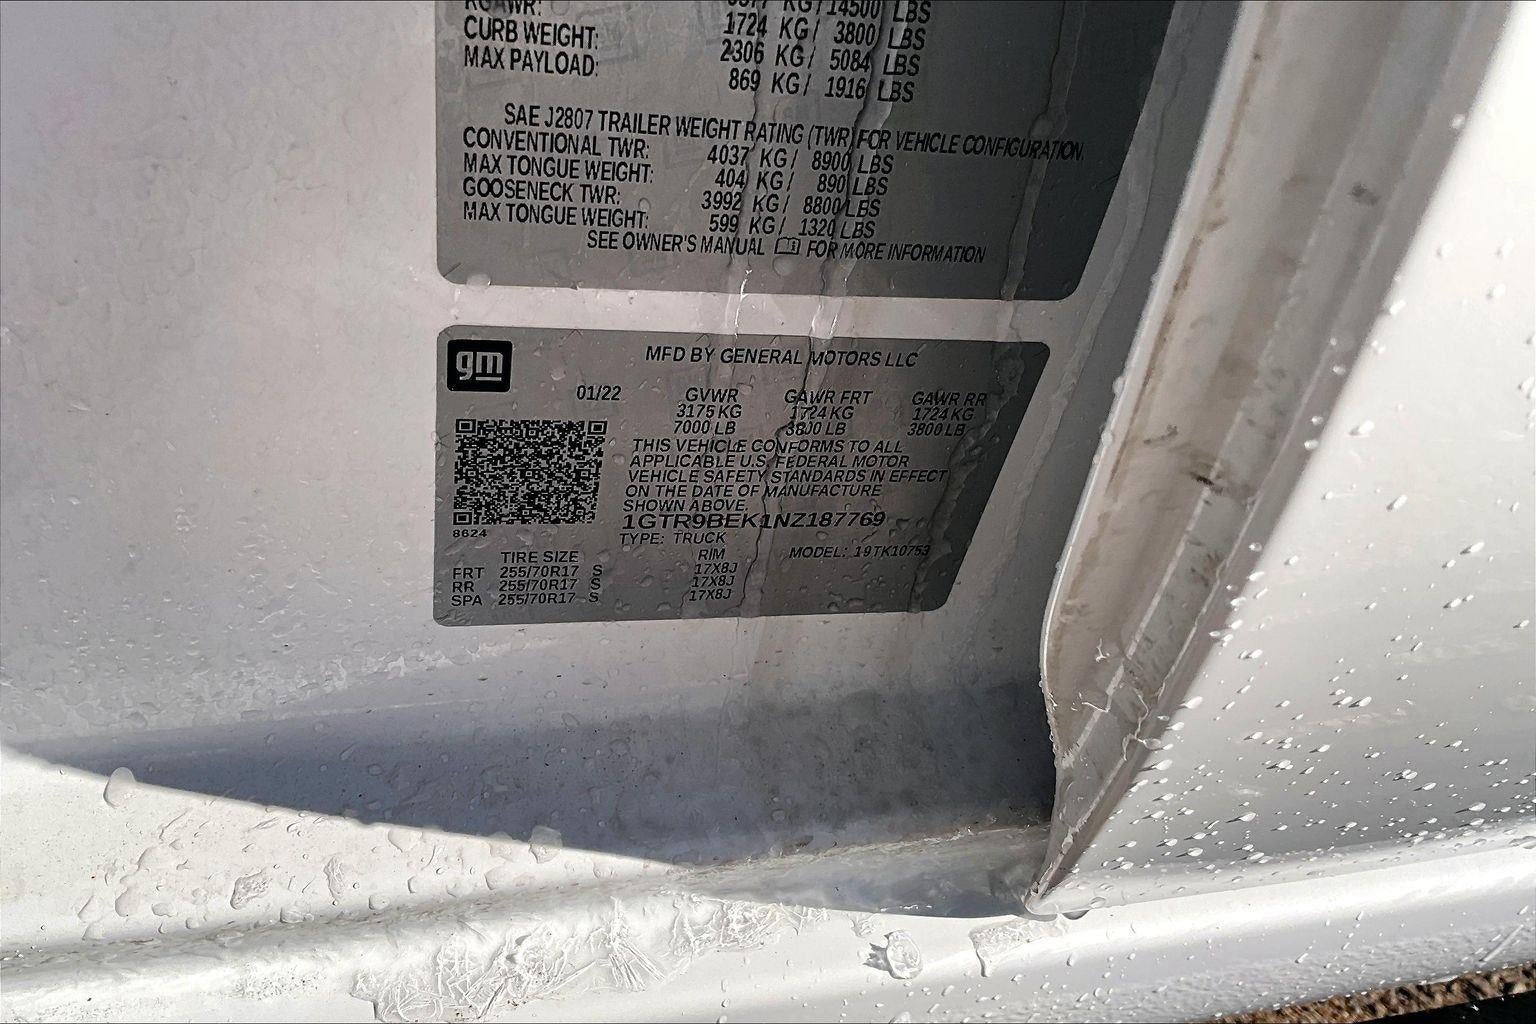 RGAWR: KG/14500 LBS
CURB WEIGHT: 1724 KG/ 3800 LBS
MAX PAYLOAD: 2306 KG/ 5084 LBS
869 KG/ 1916 LBS
SAE J2807 TRAILER WEIGHT RATING (TWR) FOR VEHICLE CONFIGURATION
CONVENTIONAL TWR: 4037 KG/ 8900 LBS
MAX TONGUE WEIGHT: 404 KG/ 890 LBS
GOOSENECK TWR: 3992 KG/ 8800 LBS
MAX TONGUE WEIGHT: 599 KG/ 1320 LBS
SEE OWNER'S MANUAL FOR MORE INFORMATION
gm
MFD BY GENERAL MOTORS LLC
01/22 GVWR GAWR FRT GAWR RR
3175 KG 1724 KG 1724 KG
7000 LB 3800 LB 3800 LB
THIS VEHICLE CONFORMS TO ALL
APPLICABLE U.S. FEDERAL MOTOR
VEHICLE SAFETY STANDARDS IN EFFECT
ON THE DATE OF MANUFACTURE
SHOWN ABOVE.
1GTR9BEK1NZ187769
8624
TYPE: TRUCK
TIRE SIZE RIM MODEL: 19TK10753
FRT 255/70R17 S 17X8J
RR 255/70R17 S 17X8J
SPA 255/70R17 S 17X8J